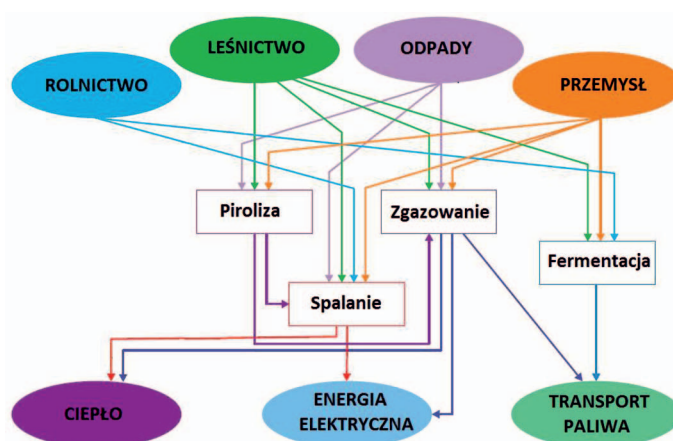 LEŚNICTWO
ODPADY
ROLNICTWO
PRZEMYSŁ
Piroliza
Zgazowanie
Fermentacja
Spalanie
CIEPŁO
ENERGIA
ELEKTRYCZNA
TRANSPORT
PALIWA